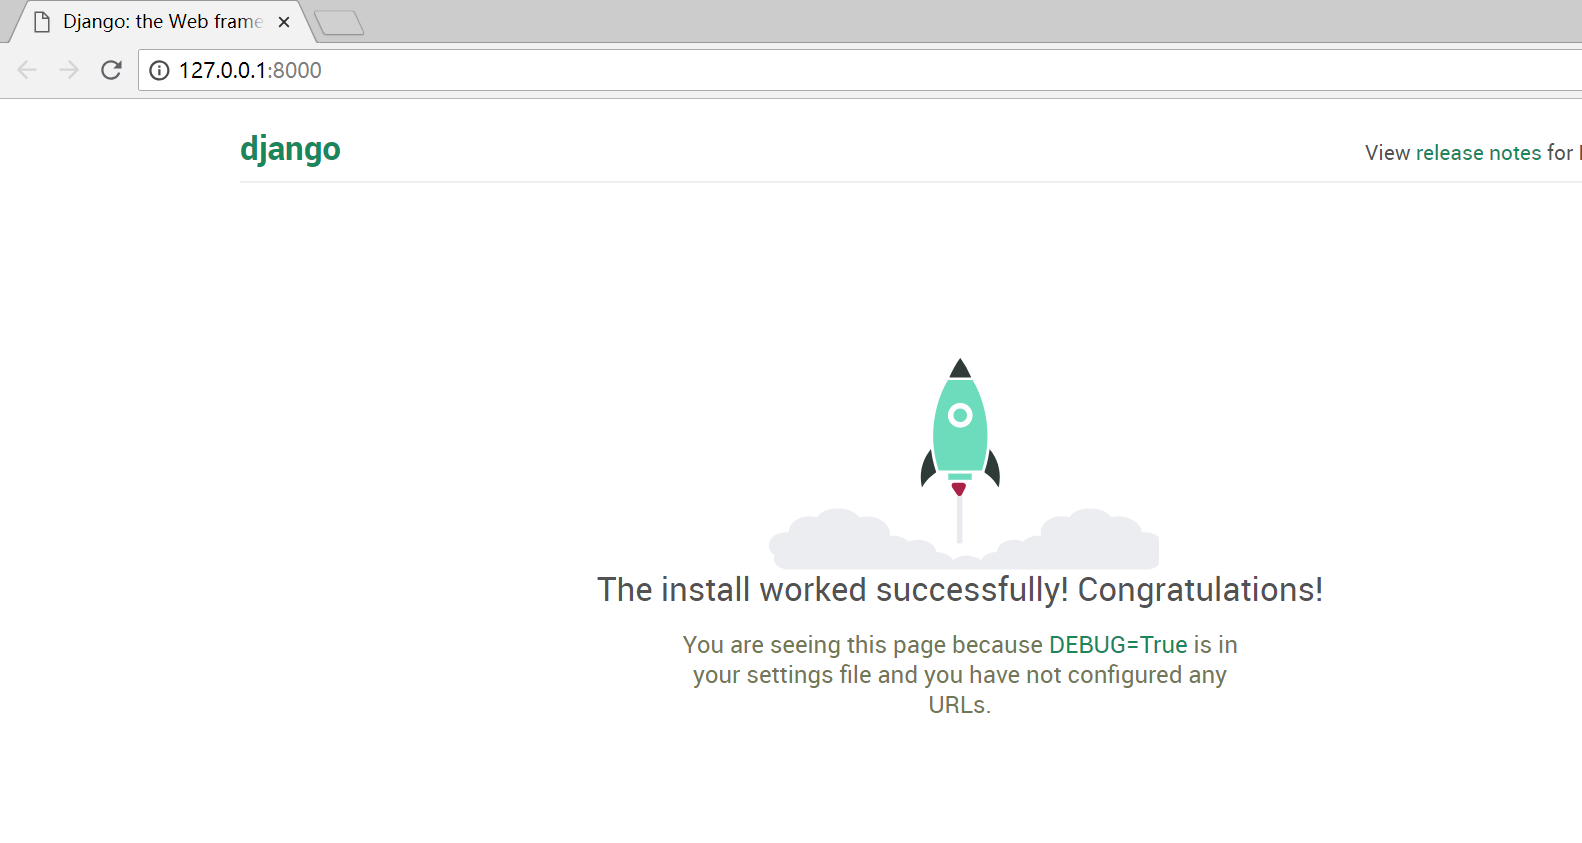 Django: the Web frame
127.0.0.1:8000
django
View release notes for
The install worked successfully! Congratulations!
You are seeing this page because DEBUG=True is in
your settings file and you have not configured any
URLs.